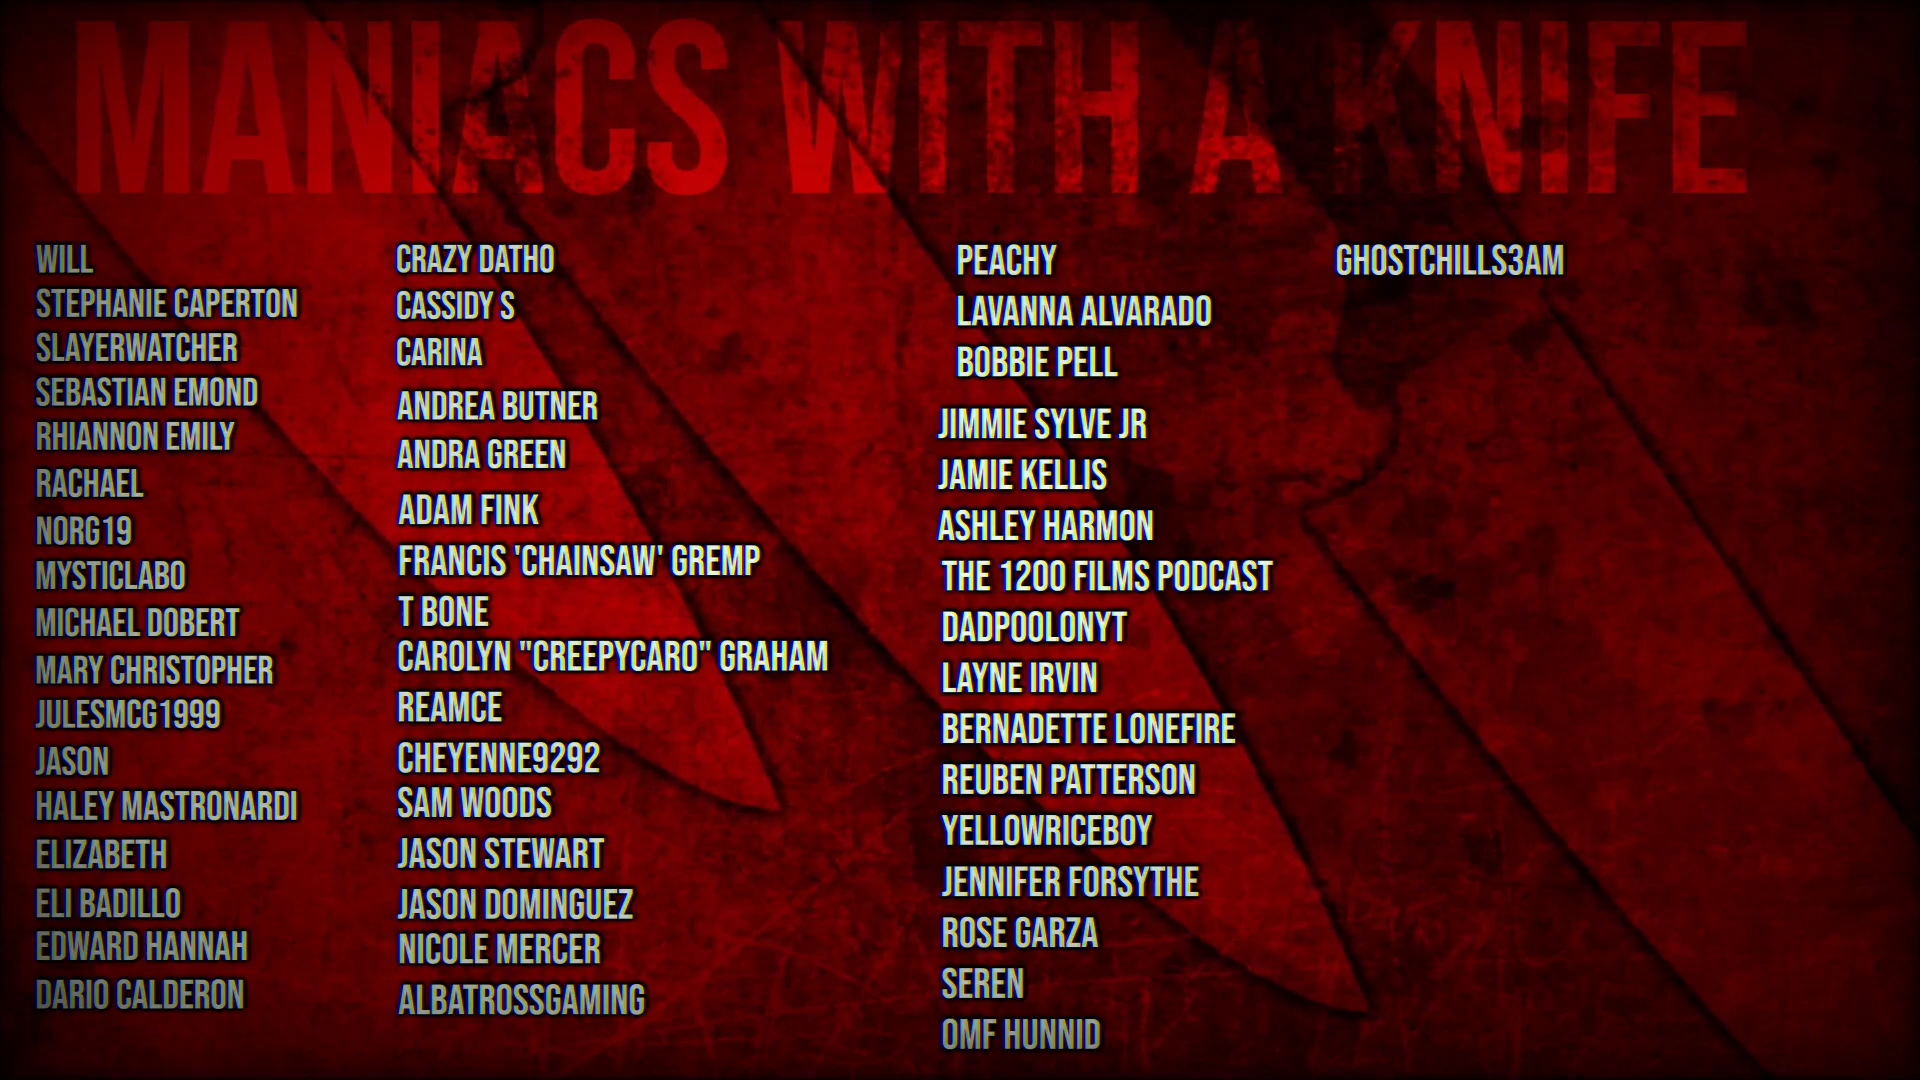 MANIACS WITH A KNIFE
WILL
STEPHANIE CAPERTON
SLAYERWATCHER
SEBASTIAN EMOND
RHIANNON EMILY
RACHAEL
NORG19
MYSTICLABO
MICHAEL DOBERT
MARY CHRISTOPHER
JULESMCG1999
JASON
HALEY MASTRONARDI
ELIZABETH
ELI BADILLO
EDWARD HANNAH
DARIO CALDERON
CRAZY DATHO
CASSIDY S
CARINA
ANDREA BUTNER
ANDRA GREEN
ADAM FINK
FRANCIS 'CHAINSAW' GREMP
T BONE
CAROLYN "CREEPYCARO" GRAHAM
REAMCE
CHEYENNE9292
SAM WOODS
JASON STEWART
JASON DOMINGUEZ
NICOLE MERCER
ALBATROSSGAMING
PEACHY
LAVANNA ALVARADO
BOBBIE PELL
JIMMIE SYLVE JR
JAMIE KELLIS
ASHLEY HARMON
THE 1200 FILMS PODCAST
DADPOOLONYT
LAYNE IRVIN
BERNADETTE LONEFIRE
REUBEN PATTERSON
YELLOWRICEBOY
JENNIFER FORSYTHE
ROSE GARZA
SEREN
OMF HUNNID
GHOSTCHILLS3AM